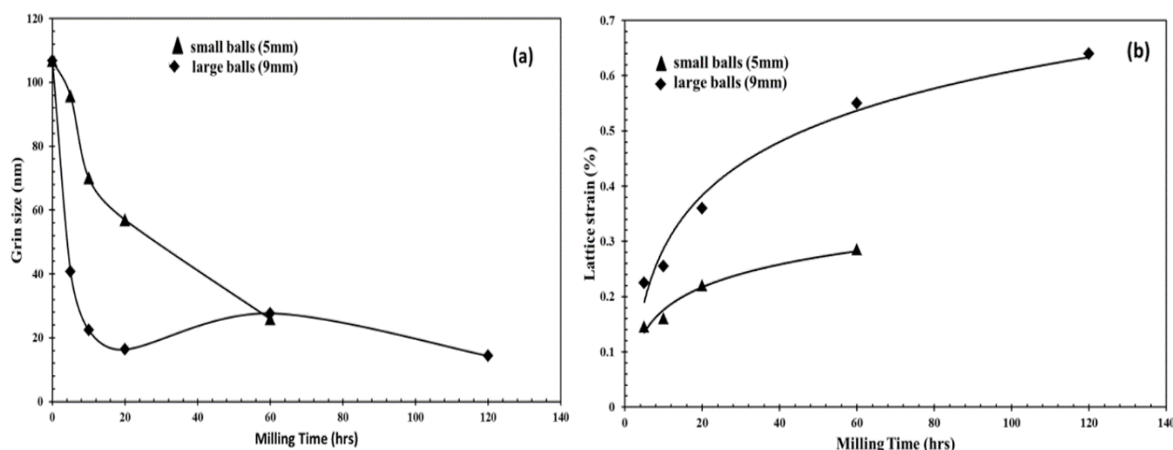 120
100
80
60
40
20
0
Grin size (nm)
small balls (5mm)
large balls (9mm)
(a)
0 20 40 60 80 100 120 140
Milling Time (hrs)
0.7
0.6
0.5
0.4
0.3
0.2
0.1
0
Lattice strain (%)
small balls (5mm)
large balls (9mm)
(b)
0 20 40 60 80 100 120 140
Milling Time (hrs)